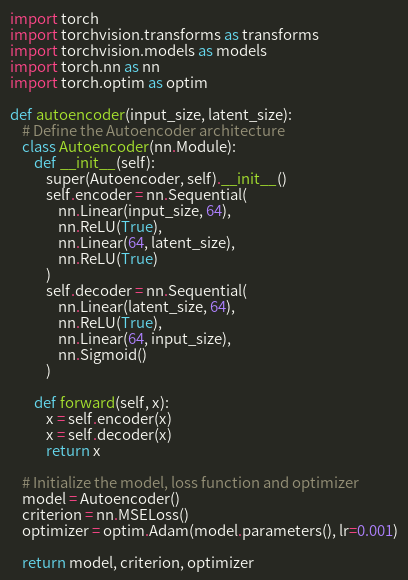 import torch
import torchvision.transforms as transforms
import torchvision.models as models
import torch.nn as nn
import torch.optim as optim

def autoencoder(input_size, latent_size):
    # Define the Autoencoder architecture
    class Autoencoder(nn.Module):
        def __init__(self):
            super(Autoencoder, self).__init__()
            self.encoder = nn.Sequential(
                nn.Linear(input_size, 64),
                nn.ReLU(True),
                nn.Linear(64, latent_size),
                nn.ReLU(True)
            )
            self.decoder = nn.Sequential(
                nn.Linear(latent_size, 64),
                nn.ReLU(True),
                nn.Linear(64, input_size),
                nn.Sigmoid()
            )

        def forward(self, x):
            x = self.encoder(x)
            x = self.decoder(x)
            return x

    # Initialize the model, loss function and optimizer
    model = Autoencoder()
    criterion = nn.MSELoss()
    optimizer = optim.Adam(model.parameters(), lr=0.001)

    return model, criterion, optimizer